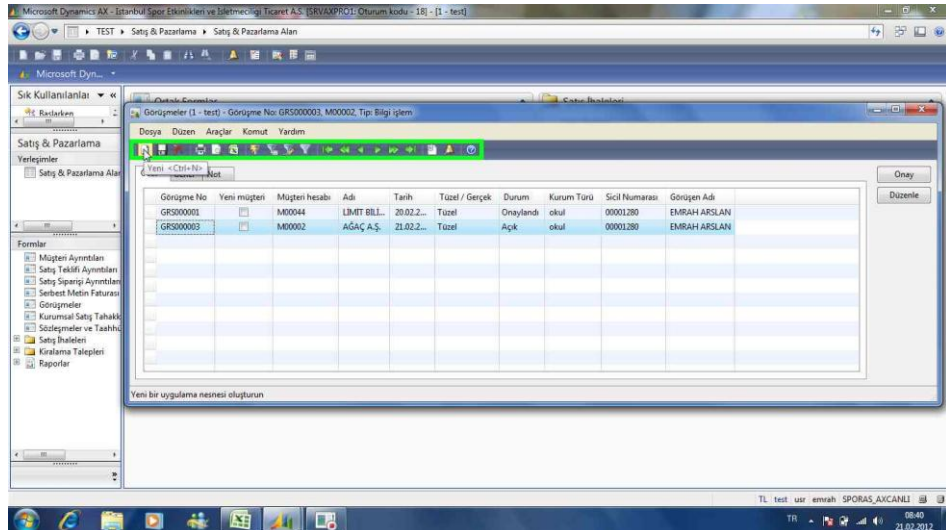 Microsoft Dynamics AX - İstanbul Spor Etkinlikleri ve İsletmeciligi Ticaret A.S. [SRVAXPRO1: Oturum kodu - 18] - [1 - test]
TEST Satış & Pazarlama Satış & Pazarlama Alan
Microsoft Dyn...
Sık Kullanılanlar
Başlarken
Satış & Pazarlama
Yerleşimler
Satış & Pazarlama Alan
Formlar
Müşteri Ayrıntıları
Satış Teklifi Ayrıntıları
Satış Siparişi Ayrıntıları
Serbest Metin Faturası
Görüşmeler
Kurumsal Satış Tahakk
Sözleşmeler ve Taahhü
Satış İhaleleri
Kiralama Talepleri
Raporlar
Ortak Formlar Satış İhaleleri
Görüşmeler (1 - test) - Görüşme No: GRS000003, M00002, Tip: Bilgi işlem
Dosya Düzen Araçlar Komut Yardım
Yeni <Ctrl+N>
Not
Onay
Düzenle
Görüşme No Yeni müşteri Müşteri hesabı Adı Tarih Tüzel / Gerçek Durum Kurum Türü Sicil Numarası Görüşen Adı
GRS000001 M00044 LİMİT BİLİ... 20.02.2... Tüzel Onaylandı okul 00001280 EMRAH ARSLAN
GRS000003 M00002 AĞAÇ A.Ş. 21.02.2... Tüzel Açık okul 00001280 EMRAH ARSLAN
Yeni bir uygulama nesnesi oluşturun
TL test usr emrah SPORAS_AXCANLI
TR
08:40
21.02.2012